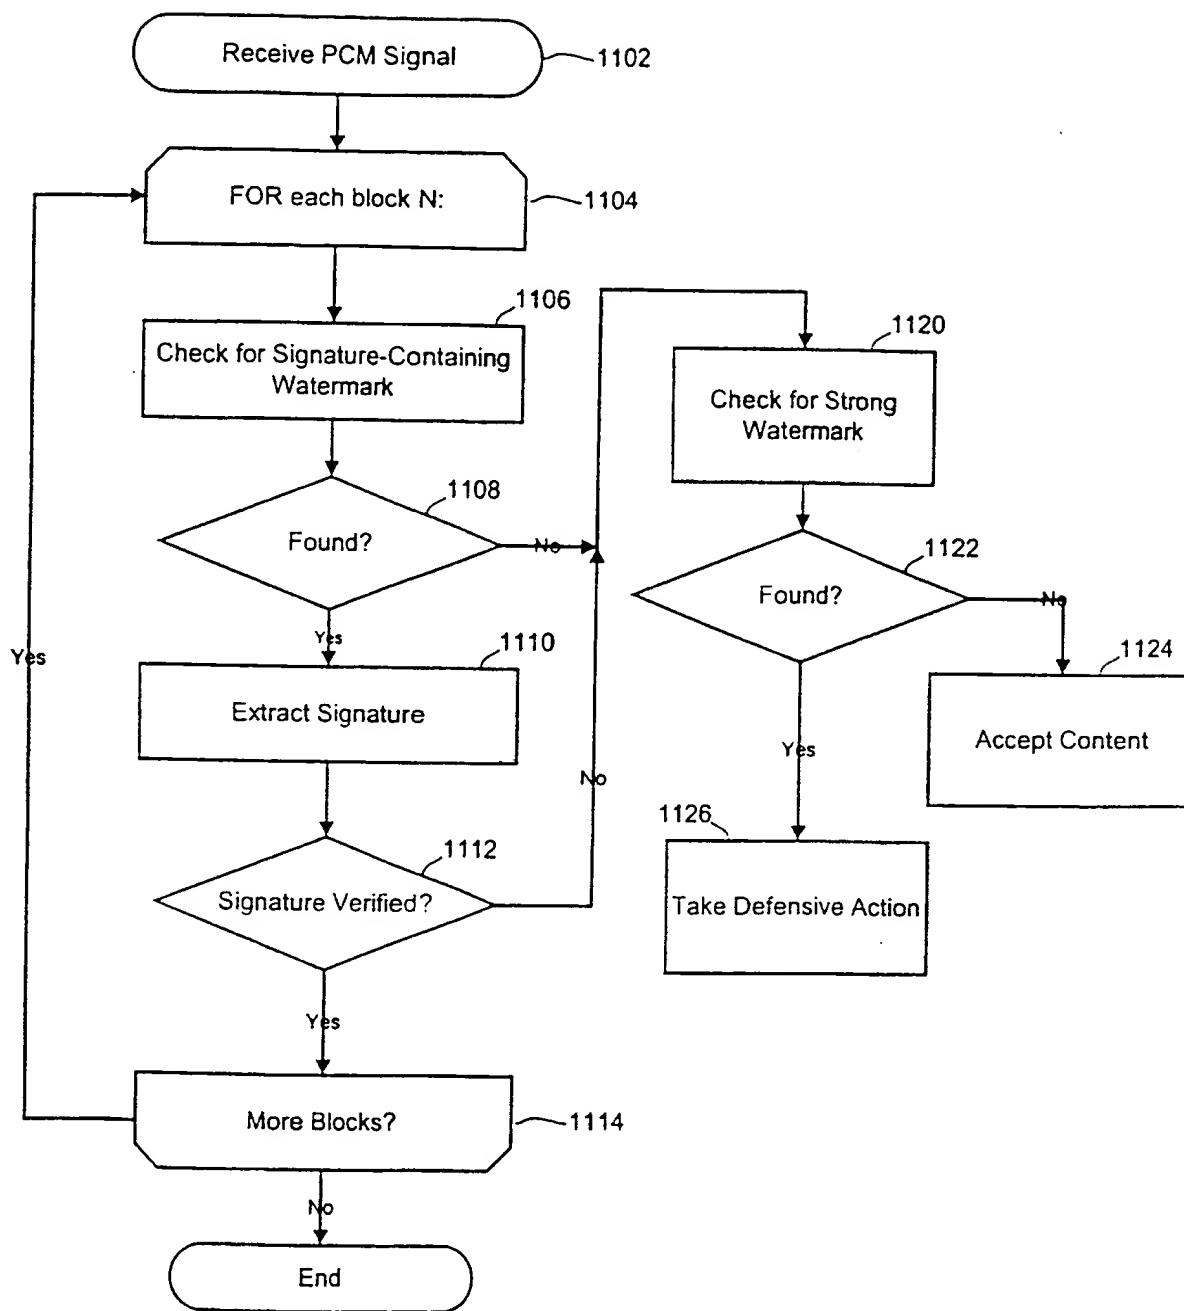 Receive PCM Signal
1102
FOR each block N:
1104
1106
Check for Signature-Containing
Watermark
1108
Found?
No
Yes
1110
Extract Signature
1112
Signature Verified?
No
Yes
More Blocks?
1114
Yes
No
End
1120
Check for Strong
Watermark
1122
Found?
No
1124
Accept Content
Yes
1126
Take Defensive Action